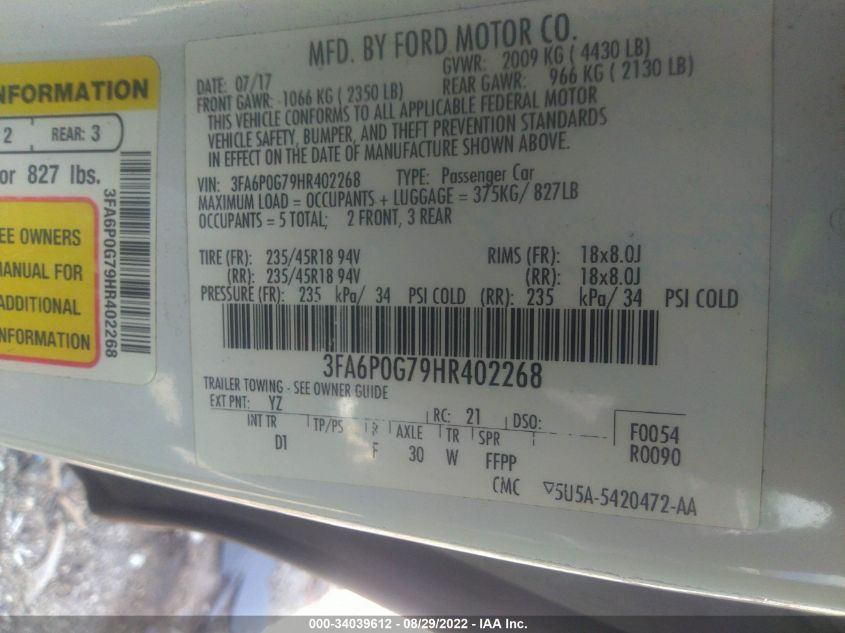 NFORMATION
2 REAR: 3
or 827 lbs.
EE OWNERS
MANUAL FOR
ADDITIONAL
INFORMATION
3FA6P0G79HR402268
MFD. BY FORD MOTOR CO.
DATE: 07/17 GVWR: 2009 KG ( 4430 LB)
FRONT GAWR: 1066 KG ( 2350 LB) REAR GAWR: 966 KG ( 2130 LB)
THIS VEHICLE CONFORMS TO ALL APPLICABLE FEDERAL MOTOR
VEHICLE SAFETY, BUMPER, AND THEFT PREVENTION STANDARDS
IN EFFECT ON THE DATE OF MANUFACTURE SHOWN ABOVE.
VIN: 3FA6P0G79HR402268 TYPE: Passenger Car
MAXIMUM LOAD = OCCUPANTS + LUGGAGE = 375KG/ 827LB
OCCUPANTS = 5 TOTAL; 2 FRONT, 3 REAR
TIRE (FR): 235/45R18 94V RIMS (FR): 18x8.0J
(RR): 235/45R18 94V (RR): 18x8.0J
PRESSURE (FR): 235 kPa/ 34 PSI COLD (RR): 235 kPa/ 34 PSI COLD
3FA6P0G79HR402268
TRAILER TOWING - SEE OWNER GUIDE
EXT PNT: YZ RC: 21 DSO: F0054
INT TR TP/PS R AXLE TR SPR R0090
D1 F 30 W FFPP
CMC ▽5U5A-5420472-AA
000-34039612 - 08/29/2022 - IAA Inc.